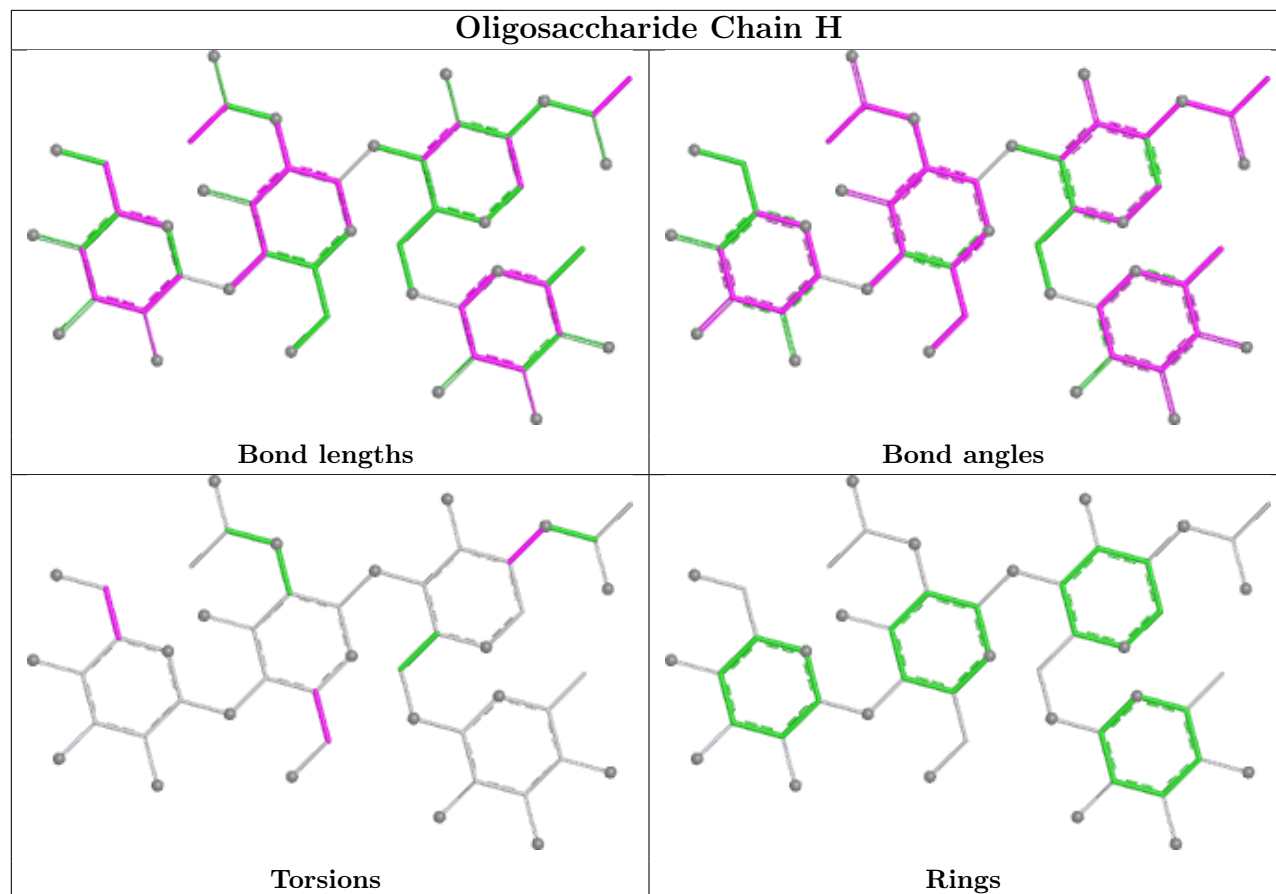 Oligosaccharide Chain H
Bond lengths
Bond angles
Torsions
Rings